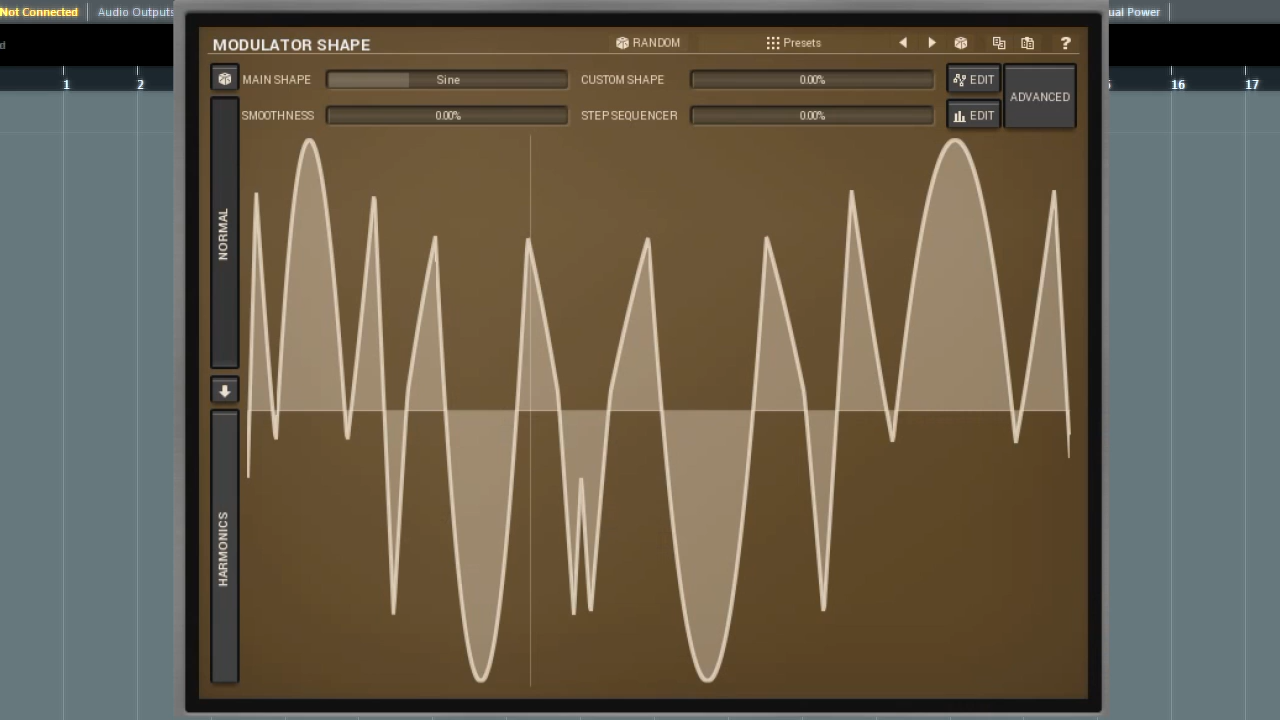 Not Connected
Audio Outputs
ual Power
d
MODULATOR SHAPE
RANDOM
Presets
?
1
2
16
17
MAIN SHAPE
Sine
CUSTOM SHAPE
0.00%
EDIT
ADVANCED
SMOOTHNESS
0.00%
STEP SEQUENCER
0.00%
EDIT
NORMAL
HARMONICS